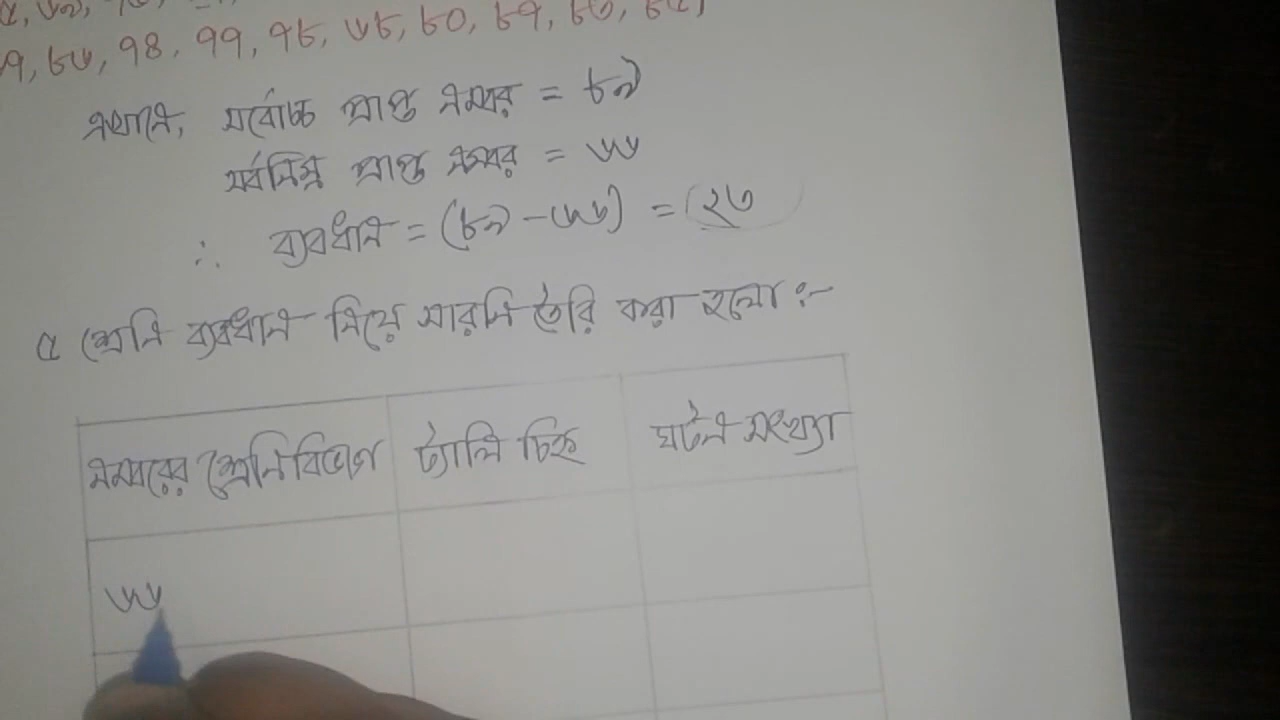 ৭, ৮৬, ৭৪, ৭৭, ৭৮, ৬৮, ৮০, ৮৭, ৮৩, ৮৫,
এখানে, সর্বোচ্চ প্রাপ্ত নম্বর = ৮৯
সর্বনিম্ন প্রাপ্ত নম্বর = ৬৬
∴ ব্যবধান = (৮৯ - ৬৬) = ২৩
৫ শ্রেনি ব্যবধান নিয়ে সারনি তৈরি করা হলো :-
নম্বরের শ্রেনিবিভাগ ট্যালি চিহ্ন ঘটন সংখ্যা
৬৬